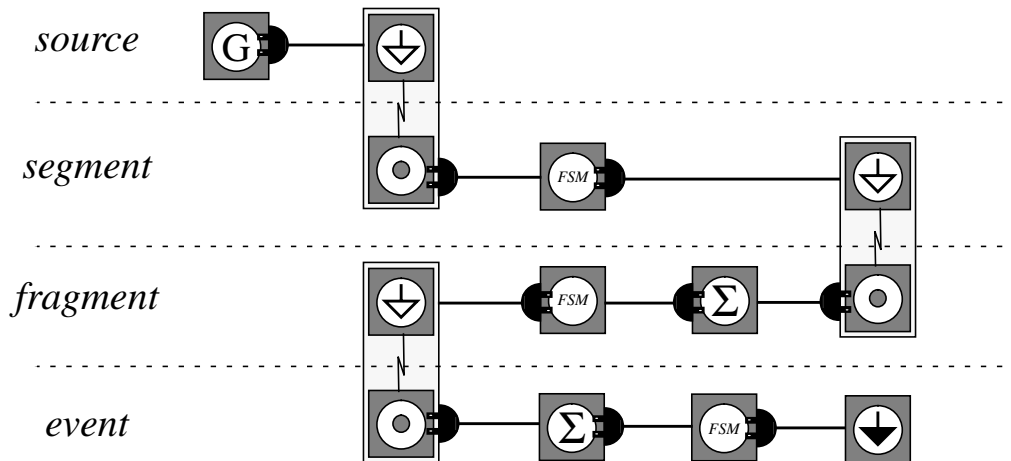 source G
segment FSM
fragment FSM Σ
event Σ FSM